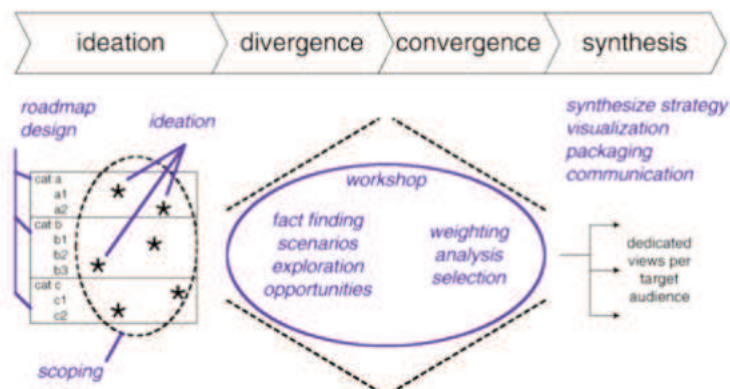 ideation
divergence
convergence
synthesis
roadmap
design
ideation
cat a
a1
a2
cat b
b1
b2
b3
cat c
c1
c2
scoping
workshop
fact finding
scenarios
exploration
opportunities
weighting
analysis
selection
synthesize strategy
visualization
packaging
communication
dedicated
views per
target
audience